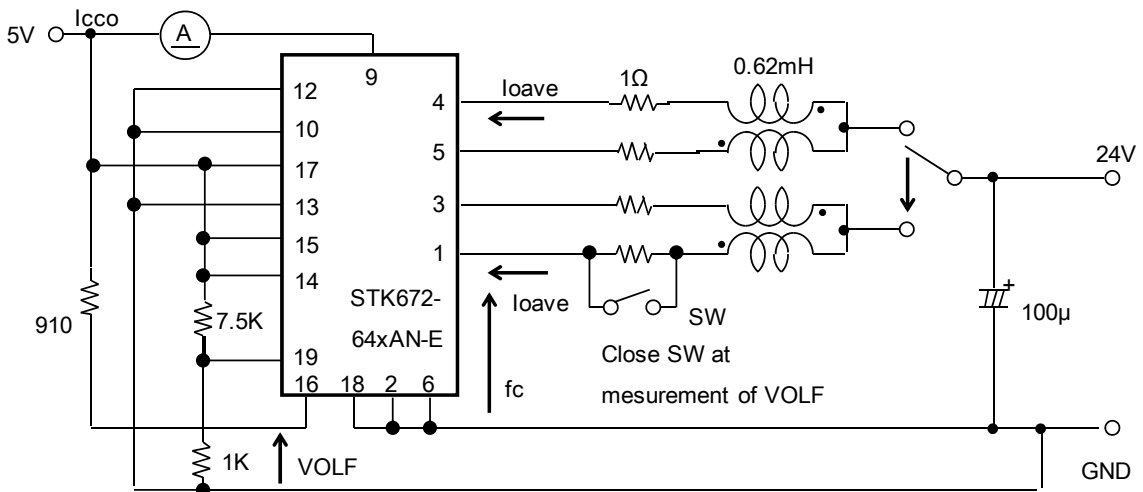 Icco
5V
A
9
12
10
17
13
15
14
19
16
18
2
6
4
5
3
1
STK672-
64xAN-E
Ioave
1Ω
0.62mH
24V
Ioave
SW
Close SW at
mesurement of VOLF
fc
100µ
+
910
7.5K
1K
VOLF
GND